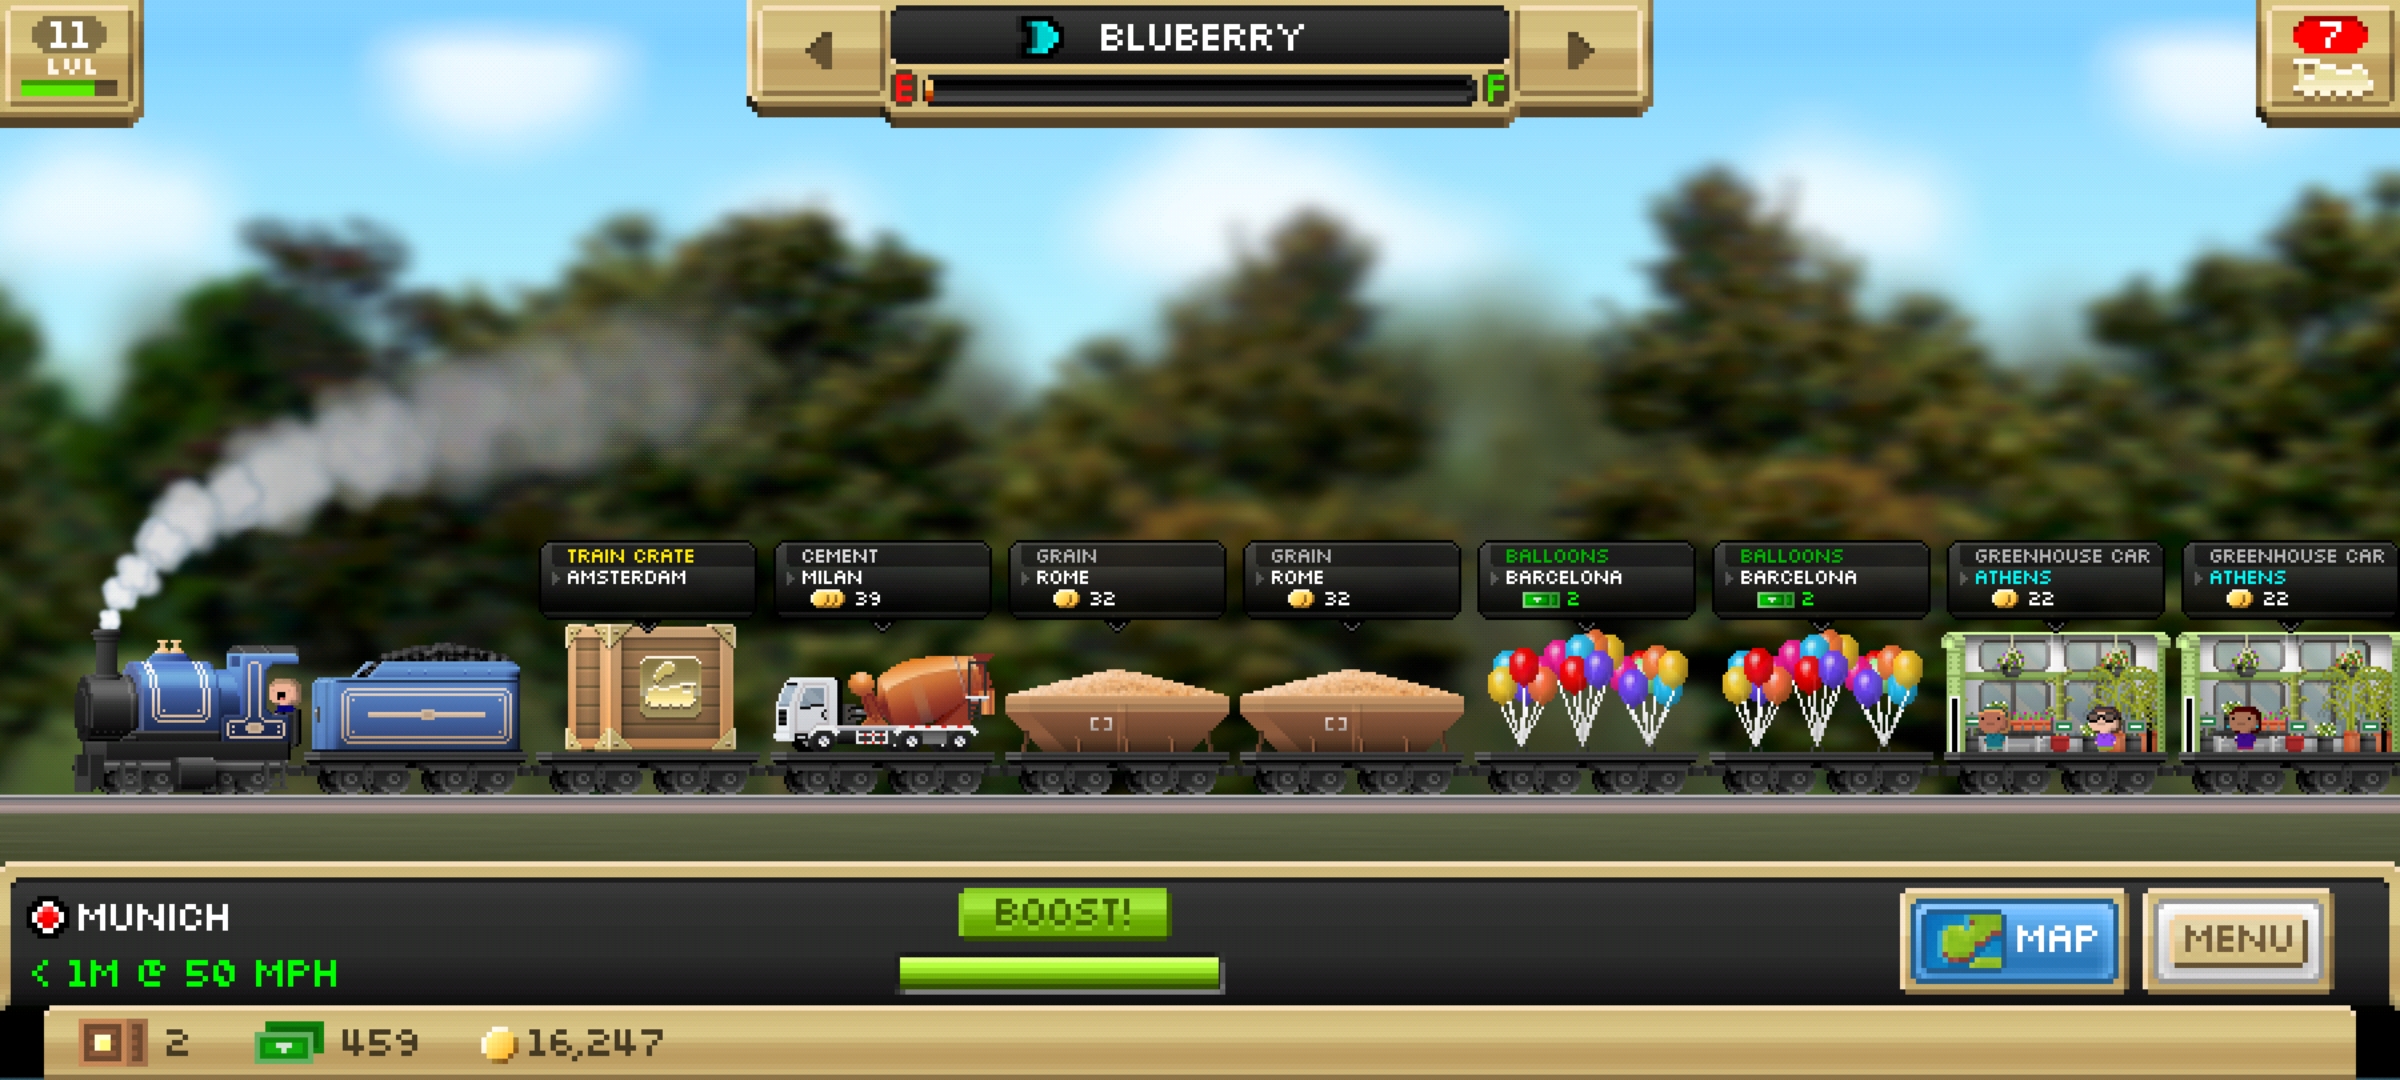 11
LVL
BLUBERRY
E
F
7
TRAIN CRATE
AMSTERDAM
CEMENT
MILAN
39
GRAIN
ROME
32
GRAIN
ROME
32
BALLOONS
BARCELONA
2
BALLOONS
BARCELONA
2
GREENHOUSE CAR
ATHENS
22
GREENHOUSE CAR
ATHENS
22
MUNICH
< 1M @ 50 MPH
BOOST!
MAP
MENU
2
459
16,247